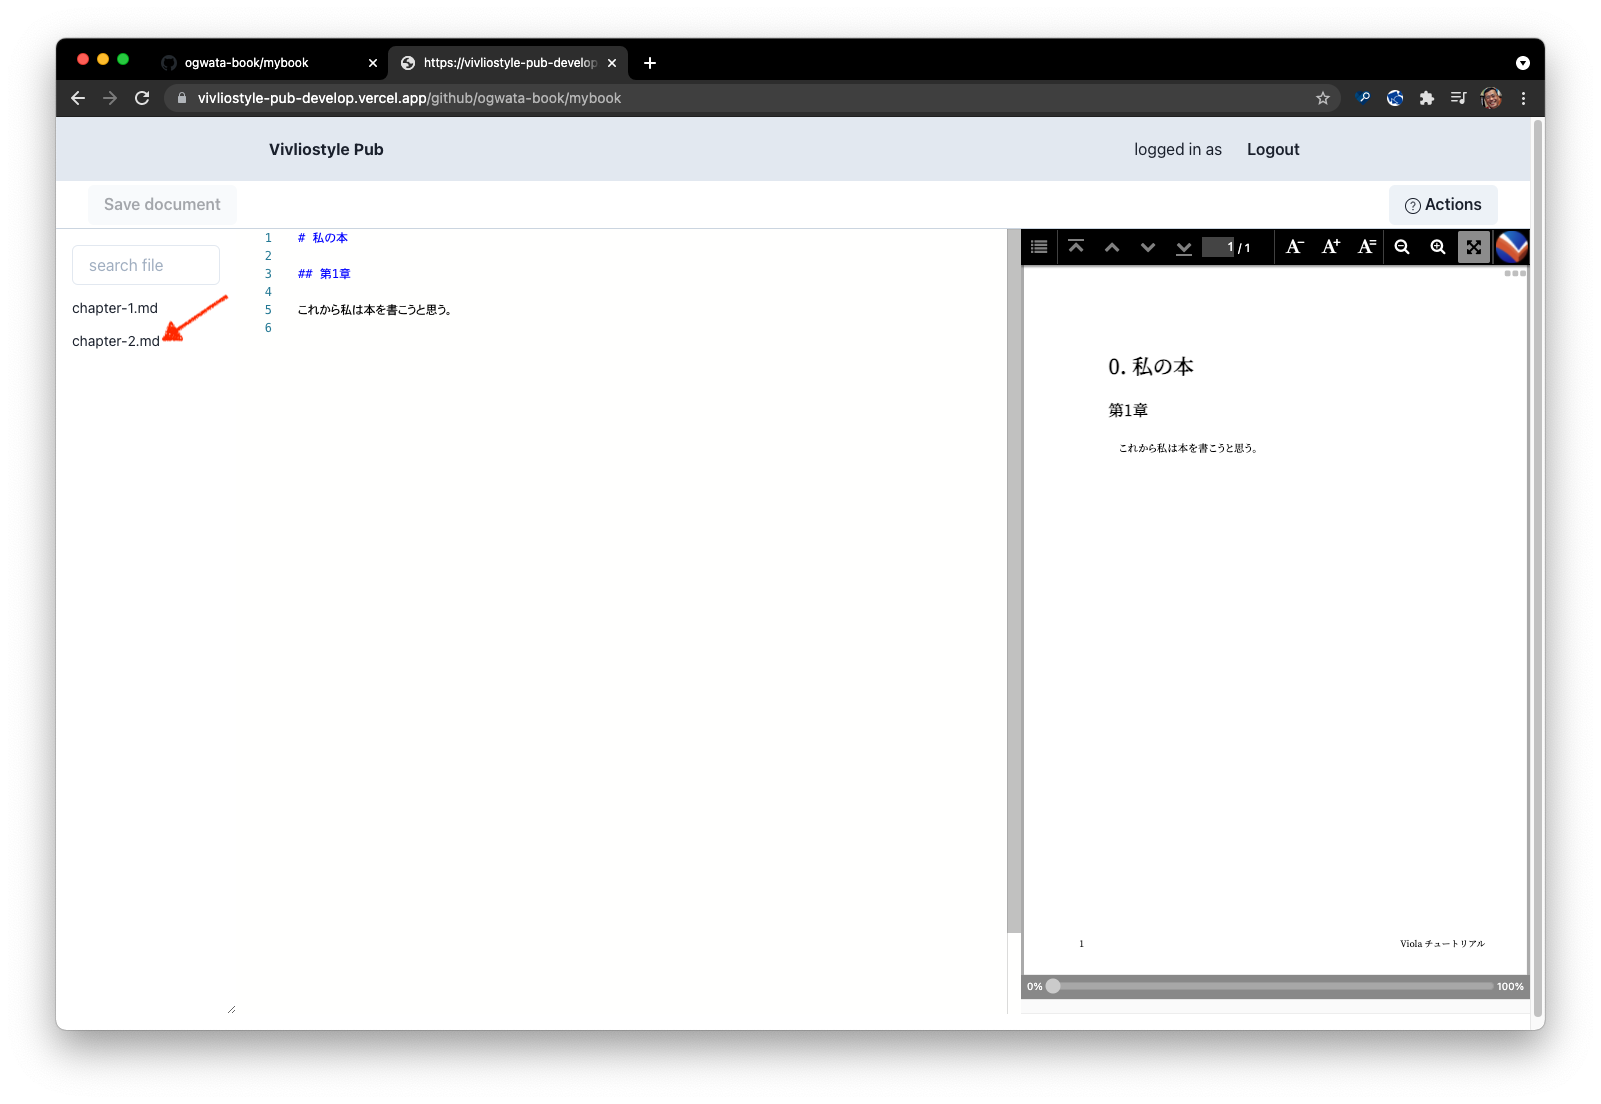 ogwata-book/mybook
https://vivliostyle-pub-develop
vivliostyle-pub-develop.vercel.app/github/ogwata-book/mybook
Vivliostyle Pub
logged in as
Logout
Save document
Actions
search file
chapter-1.md
chapter-2.md
1 # 私の本
2
3 ## 第1章
4
5 これから私は本を書こうと思う。
6
1 / 1
A- A+ A=
0. 私の本
第1章
これから私は本を書こうと思う。
1
Viola チュートリアル
0%
100%